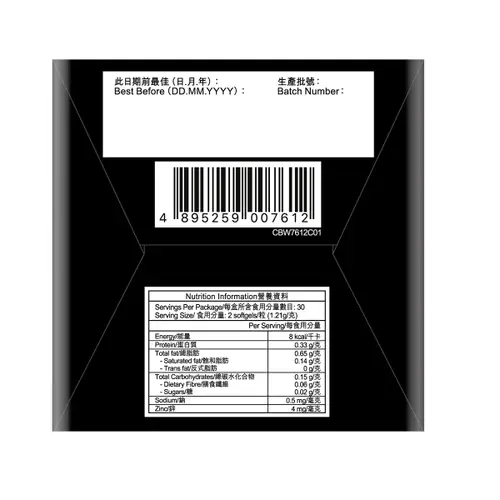 此日期前最佳 (日.月.年):
Best Before (DD.MM.YYYY):
生產批號:
Batch Number:
4 895259 007612
CBW7612C01
Nutrition Information營養資料
Servings Per Package/每盒所含食用分量數目: 30
Serving Size/ 食用分量: 2 softgels/粒 (1.21g/克)
Per Serving/每食用分量
Energy/能量 8 kcal/千卡
Protein/蛋白質 0.33 g/克
Total fat/總脂肪 0.65 g/克
- Saturated fat/飽和脂肪 0.14 g/克
- Trans fat/反式脂肪 0 g/克
Total Carbohydrates/總碳水化合物 0.15 g/克
- Dietary Fibre/膳食纖維 0.06 g/克
- Sugars/糖 0.02 g/克
Sodium/鈉 0.5 mg/毫克
Zinc/鋅 4 mg/毫克